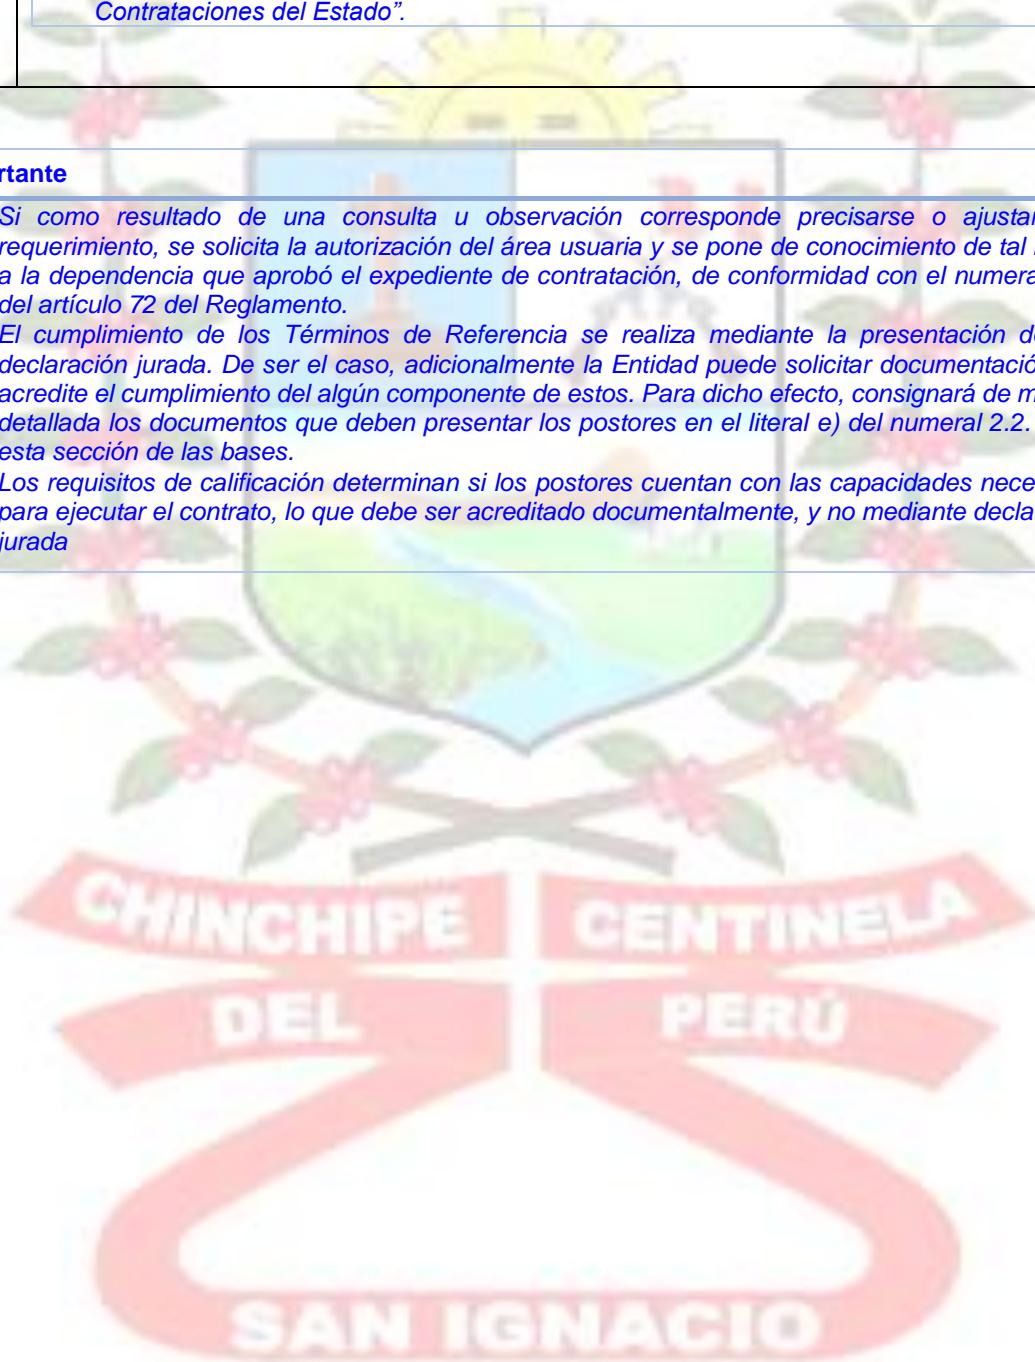 Contrataciones del Estado”.
rtante
Si como resultado de una consulta u observación corresponde precisarse o ajustar
requerimiento, se solicita la autorización del área usuaria y se pone de conocimiento de tal
a la dependencia que aprobó el expediente de contratación, de conformidad con el numera
del artículo 72 del Reglamento.
El cumplimiento de los Términos de Referencia se realiza mediante la presentación de
declaración jurada. De ser el caso, adicionalmente la Entidad puede solicitar documentació
acredite el cumplimiento del algún componente de estos. Para dicho efecto, consignará de m
detallada los documentos que deben presentar los postores en el literal e) del numeral 2.2.
esta sección de las bases.
Los requisitos de calificación determinan si los postores cuentan con las capacidades nece
para ejecutar el contrato, lo que debe ser acreditado documentalmente, y no mediante decla
jurada
CHINCHIPE CENTINELA
DEL PERÚ
SAN IGNACIO